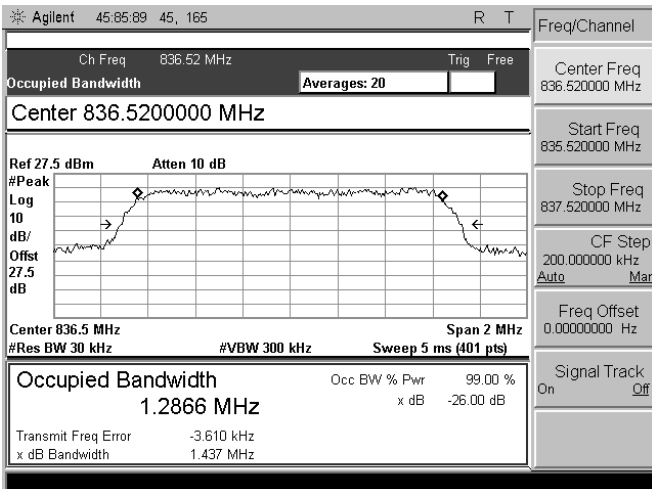 Agilent 45:85:89 45, 165 R T
Freq/Channel
Ch Freq 836.52 MHz Trig Free
Occupied Bandwidth Averages: 20
Center 836.5200000 MHz
Ref 27.5 dBm Atten 10 dB
#Peak
Log
10
dB/
Offst
27.5
dB
Center 836.5 MHz Span 2 MHz
#Res BW 30 kHz #VBW 300 kHz Sweep 5 ms (401 pts)
Occupied Bandwidth Occ BW % Pwr 99.00 %
1.2866 MHz x dB -26.00 dB
Transmit Freq Error -3.610 kHz
x dB Bandwidth 1.437 MHz
Center Freq
836.520000 MHz
Start Freq
835.520000 MHz
Stop Freq
837.520000 MHz
CF Step
200.000000 kHz
Auto Mar
Freq Offset
0.00000000 Hz
Signal Track
On Off